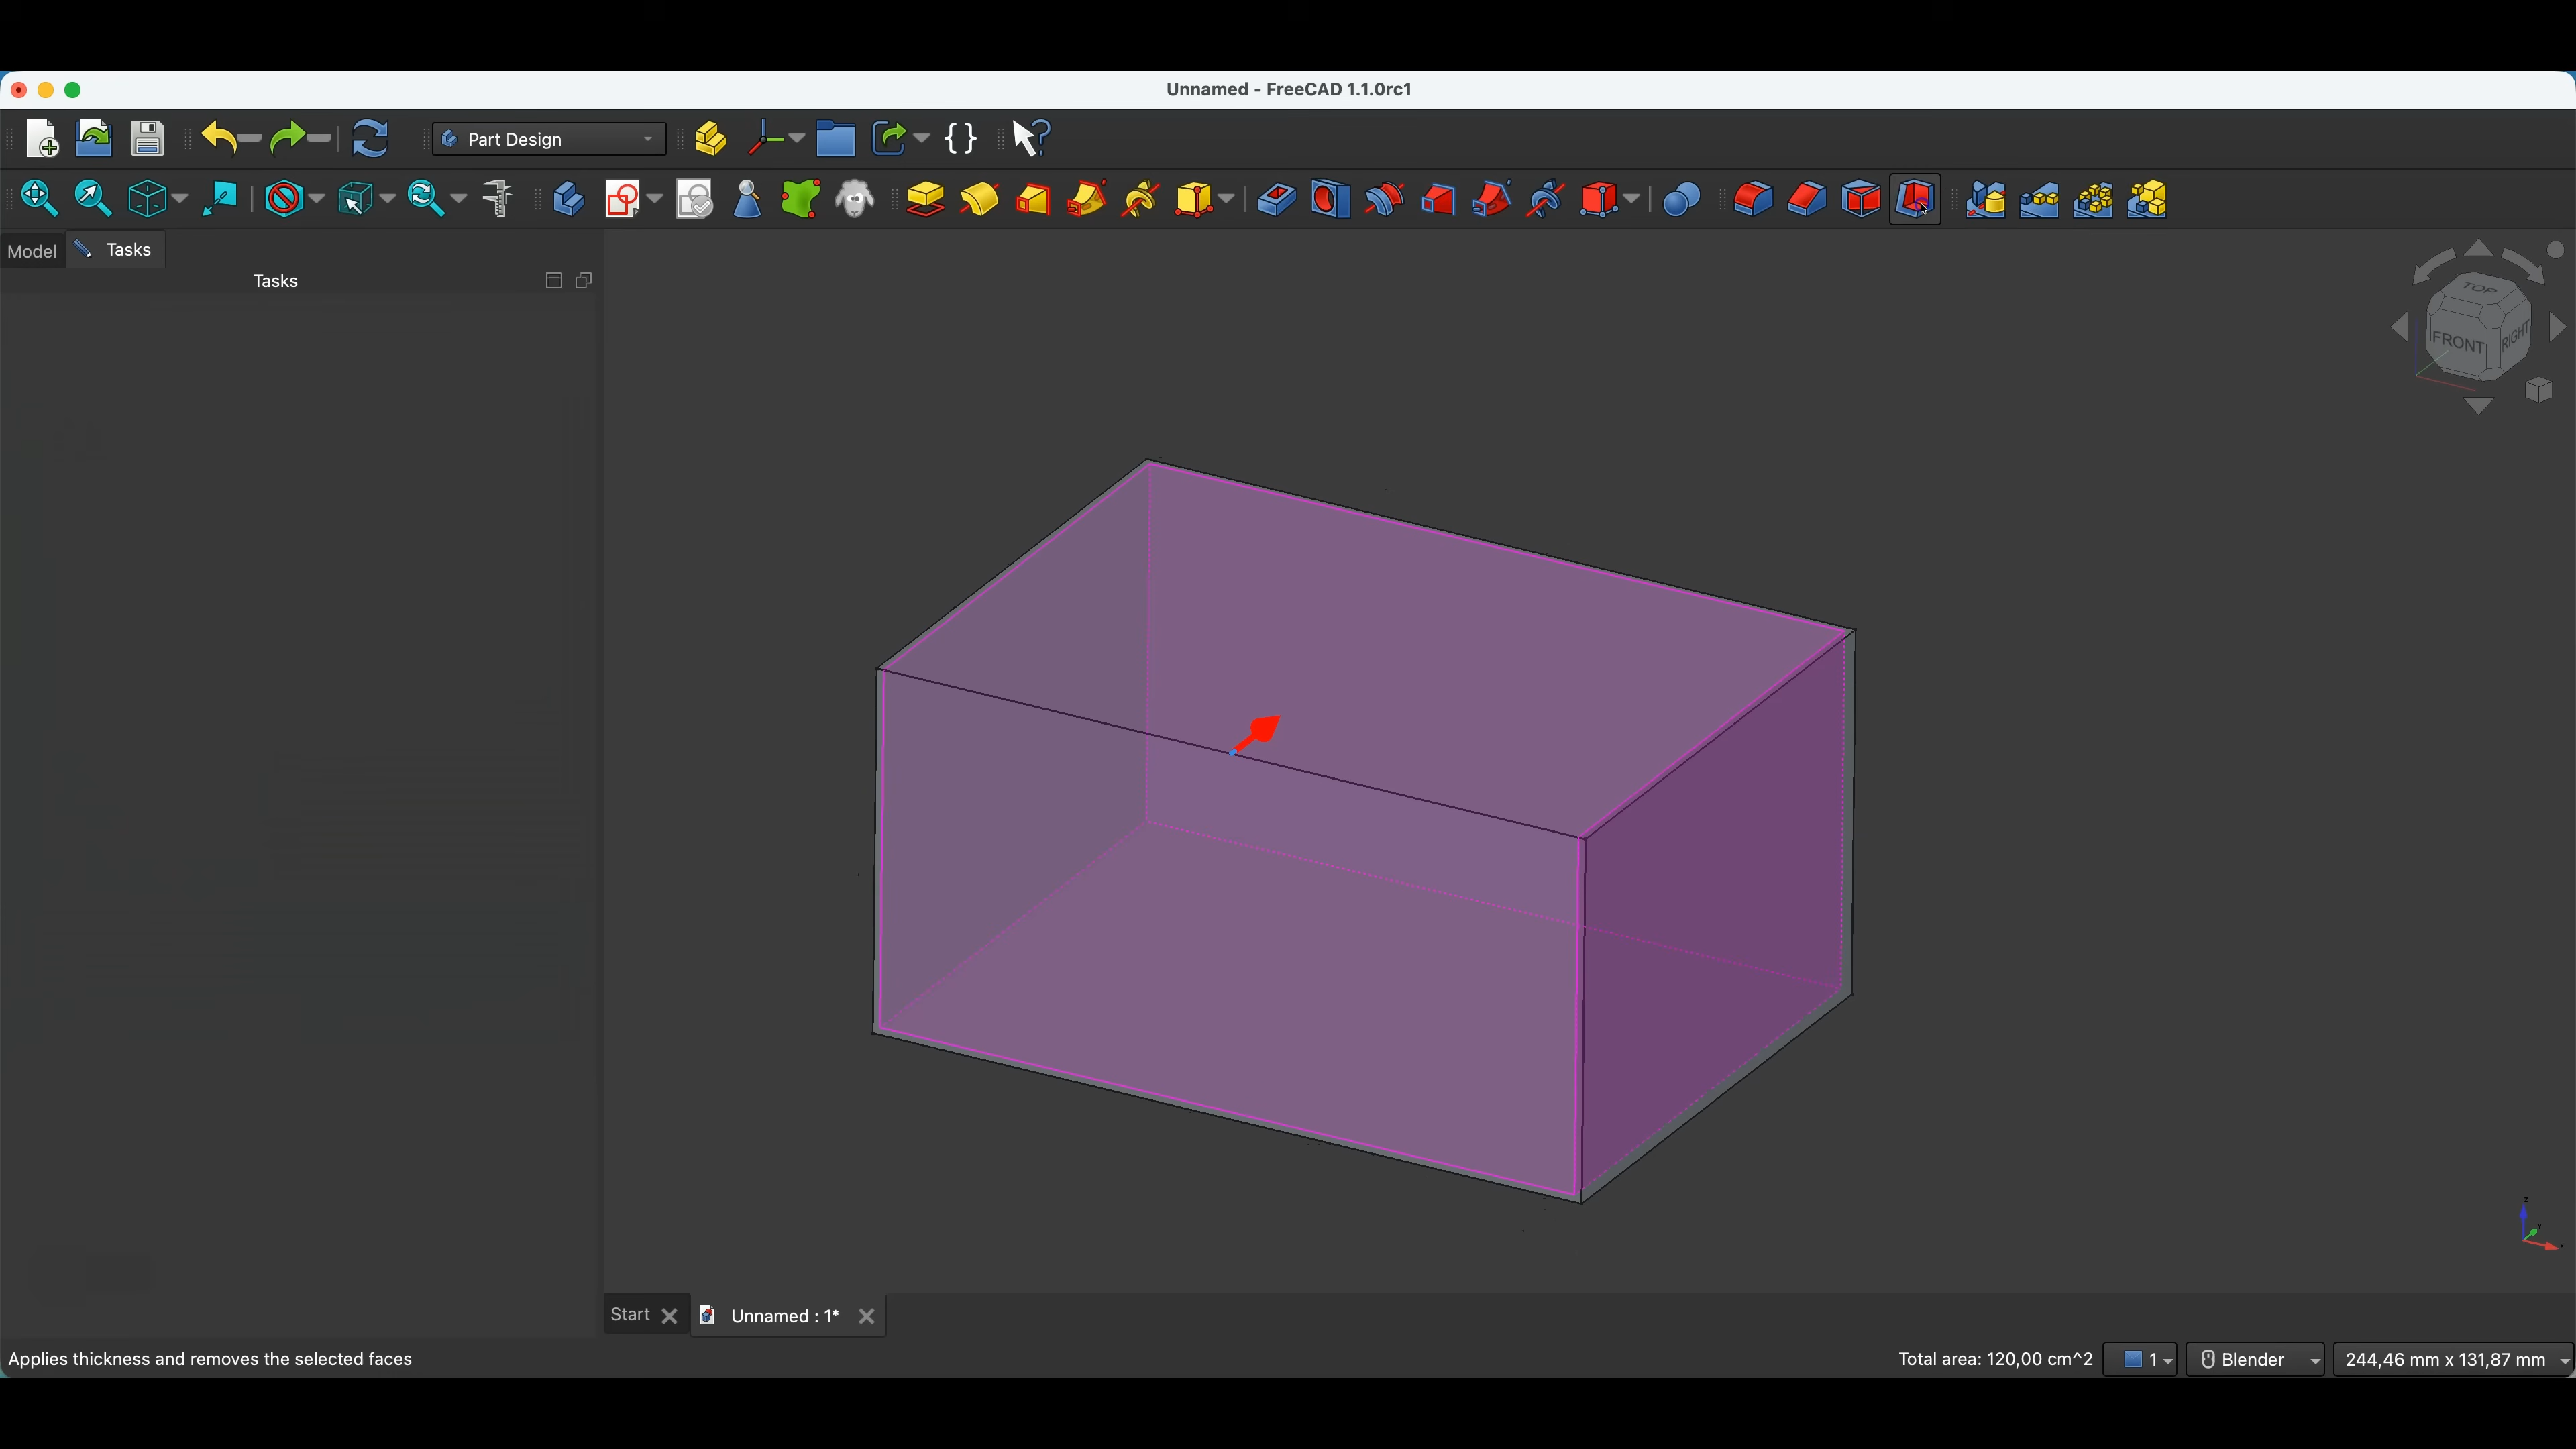 Unnamed - FreeCAD 1.1.0rc1
Part Design
Model
Tasks
Tasks
TOP
FRONT
RIGHT
Z
Y
X
Start
Unnamed : 1*
Applies thickness and removes the selected faces
Total area: 120,00 cm^2
1
Blender
244,46 mm x 131,87 mm